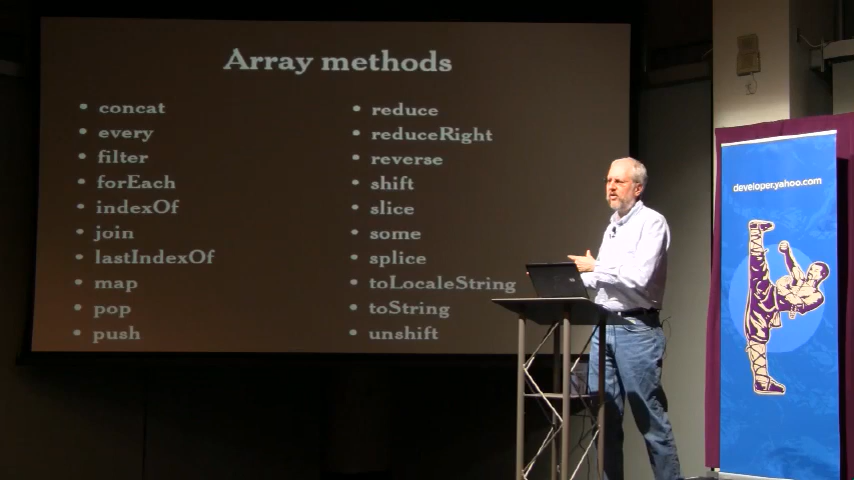 Array methods
• concat
• every
• filter
• forEach
• indexOf
• join
• lastIndexOf
• map
• pop
• push
• reduce
• reduceRight
• reverse
• shift
• slice
• some
• splice
• toLocaleString
• toString
• unshift
developer.yahoo.com